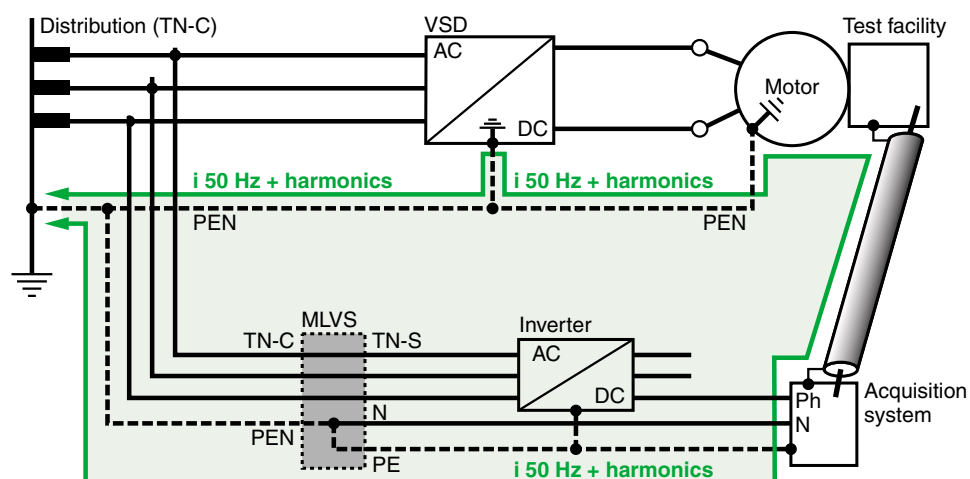 Distribution (TN-C)
VSD
Test facility
AC
DC
Motor
i 50 Hz + harmonics
i 50 Hz + harmonics
PEN
PEN
MLVS
Inverter
TN-C
TN-S
AC
DC
Ph
N
Acquisition
system
N
PEN
PE
i 50 Hz + harmonics